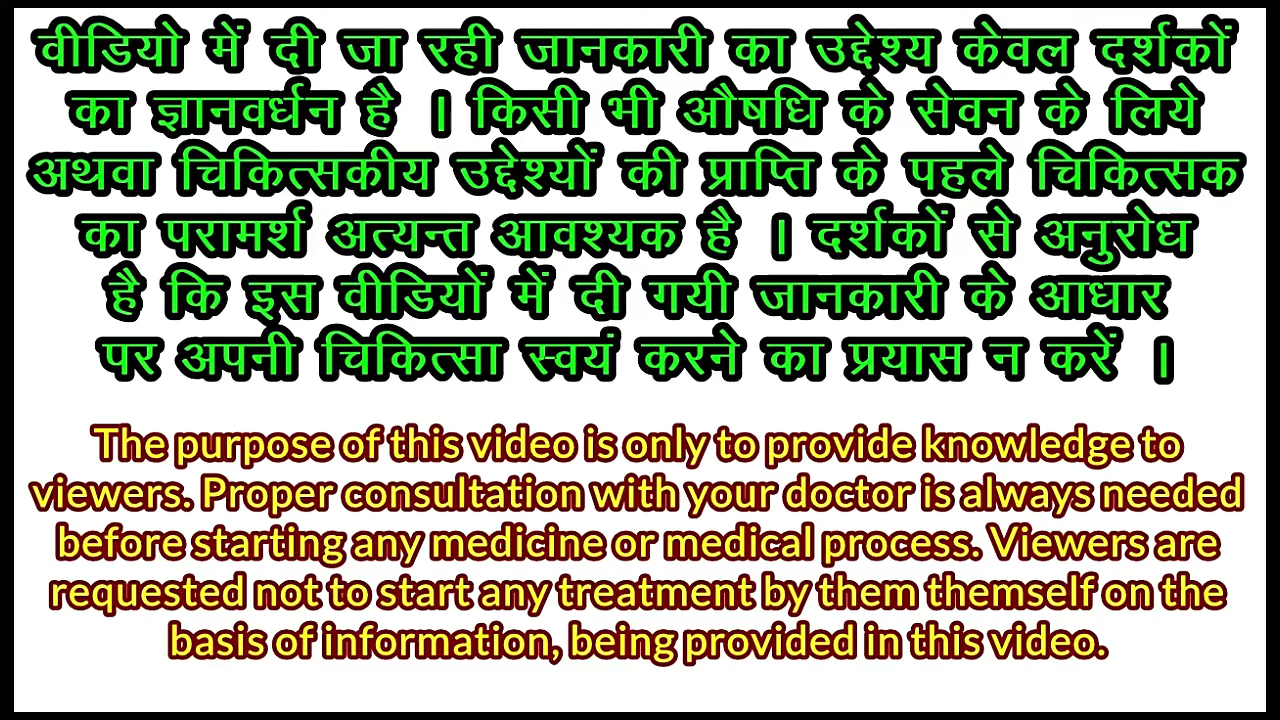 वीडियो में दी जा रही जानकारी का उद्देश्य केवल दर्शकों
का ज्ञानवर्धन है । किसी भी औषधि के सेवन के लिये
अथवा चिकित्सकीय उद्देश्यों की प्राप्ति के पहले चिकित्सक
का परामर्श अत्यन्त आवश्यक है । दर्शकों से अनुरोध
है कि इस वीडियों में दी गयी जानकारी के आधार
पर अपनी चिकित्सा स्वयं करने का प्रयास न करें ।
The purpose of this video is only to provide knowledge to
viewers. Proper consultation with your doctor is always needed
before starting any medicine or medical process. Viewers are
requested not to start any treatment by them themself on the
basis of information, being provided in this video.